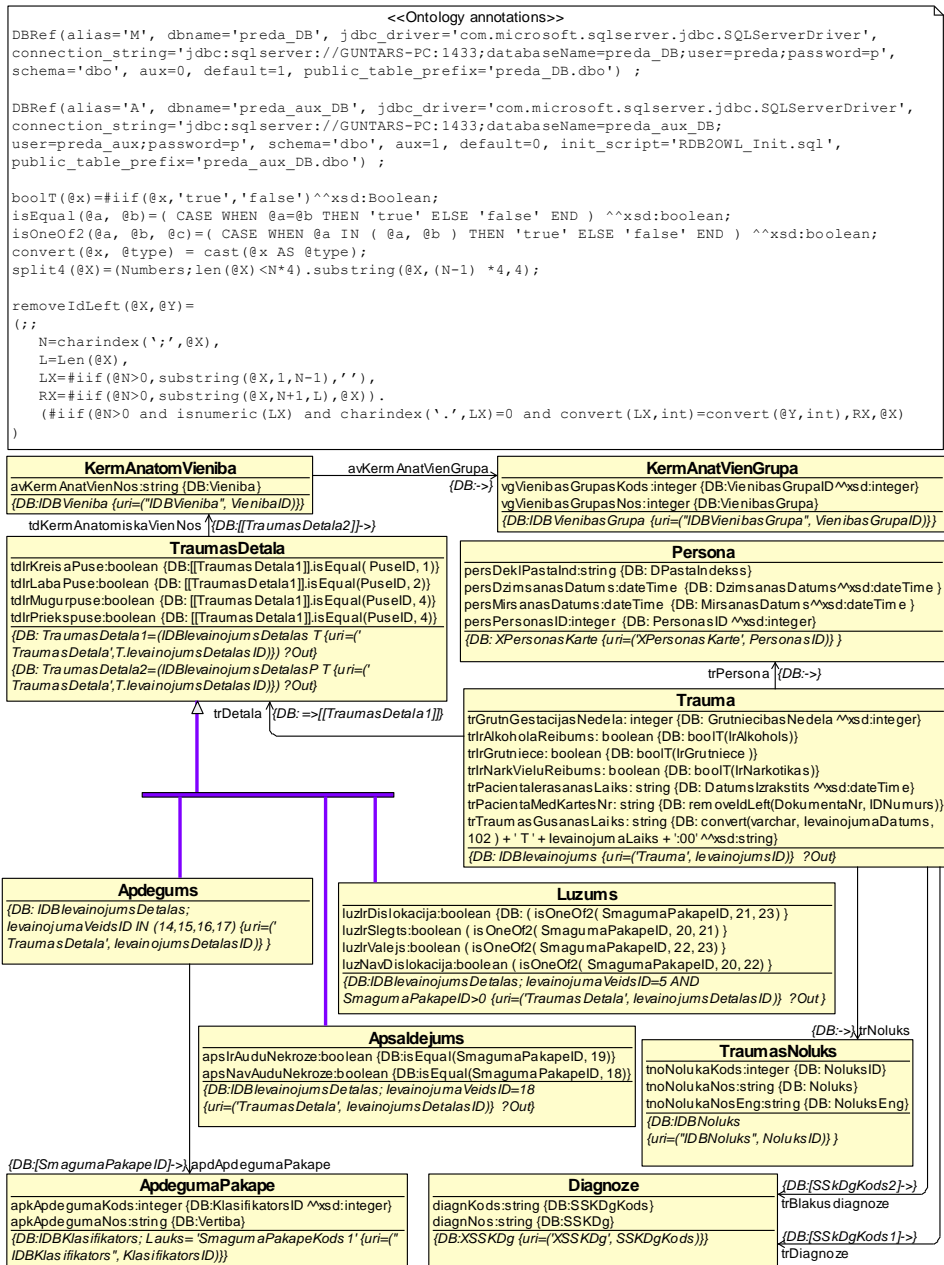 <<Ontology annotations>>
DBRef(alias='M', dbname='preda_DB', jdbc_driver='com.microsoft.sqlserver.jdbc.SQLServerDriver',
connection_string='jdbc:sqlserver://GUNTARS-PC:1433;databaseName=preda_DB;user=preda;password=p',
schema='dbo', aux=0, default=1, public_table_prefix='preda_DB.dbo') ;
DBRef(alias='A', dbname='preda_aux_DB', jdbc_driver='com.microsoft.sqlserver.jdbc.SQLServerDriver',
connection_string='jdbc:sqlserver://GUNTARS-PC:1433;databaseName=preda_aux_DB;
user=preda_aux;password=p', schema='dbo', aux=1, default=0, init_script='RDB2OWL_Init.sql',
public_table_prefix='preda_aux_DB.dbo') ;
boolT(@x)=#iif(@x,'true','false')^^xsd:Boolean;
isEqual(@a, @b)=( CASE WHEN @a=@b THEN 'true' ELSE 'false' END ) ^^xsd:boolean;
isOneOf2(@a, @b, @c)=( CASE WHEN @a IN ( @a, @b ) THEN 'true' ELSE 'false' END ) ^^xsd:boolean;
convert(@x, @type) = cast(@x AS @type);
split4(@X)=(Numbers;len(@X)<N*4).substring(@X,(N-1) *4,4);
removeIdLeft(@X,@Y)=
(;;
N=charindex(‘;’,@X),
L=Len(@X),
LX=#iif(@N>0,substring(@X,1,N-1),’’),
RX=#iif(@N>0,substring(@X,N+1,L),@X)).
(#iif(@N>0 and isnumeric(LX) and charindex(‘.’,LX)=0 and convert(LX,int)=convert(@Y,int),RX,@X)
)
KermAnatomVieniba
avKermAnatVienNos:string {DB:Vieniba}
{DB:IDBVieniba {uri=("IDBVieniba", VienibaID)}}
avKermAnatVienGrupa
{DB:->}
KermAnatVienGrupa
vgVienibasGrupasKods:integer {DB:VienibasGrupaID^^xsd:integer}
vgVienibasGrupasNos:integer {DB:VienibasGrupa}
{DB:IDBVienibasGrupa {uri=("IDBVienibasGrupa", VienibasGrupaID)}}
tdKermAnatomiskaVienNos {DB:[[TraumasDetala2]]->}
TraumasDetala
tdIrKreisaPuse:boolean {DB:[[TraumasDetala1]].isEqual( PuseID, 1)}
tdIrLabaPuse:boolean {DB: [[TraumasDetala1]].isEqual(PuseID, 2)}
tdIrMugurpuse:boolean {DB: [[TraumasDetala1]].isEqual(PuseID, 4)}
tdIrPriekspuse:boolean {DB: [[TraumasDetala1]].isEqual(PuseID, 4)}
{DB: TraumasDetala1=(IDBIevainojumsDetalas T {uri=('
TraumasDetala',T.IevainojumsDetalasID)}) ?Out}
{DB: TraumasDetala2=(IDBIevainojumsDetalasP T {uri=('
TraumasDetala',T.IevainojumsDetalasID)}) ?Out}
Persona
persDeklPastaInd:string {DB: DPastaIndekss}
persDzimsanasDatums:dateTime {DB: DzimsanasDatums^^xsd:dateTime }
persMirsanasDatums:dateTime {DB: MirsanasDatums^^xsd:dateTime }
persPersonasID:integer {DB: PersonasID ^^xsd:integer}
{DB: XPersonasKarte {uri=('XPersonasKarte', PersonasID)} }
trPersona {DB:->}
trDetala {DB: =>[[TraumasDetala1]]}
Trauma
trGrutnGestacijasNedela: integer {DB: GrutniecibasNedela ^^xsd:integer}
trIrAlkoholaReibums: boolean {DB: boolT(IrAlkohols)}
trIrGrutniece: boolean {DB: boolT(IrGrutniece )}
trIrNarkVieluReibums: boolean {DB: boolT(IrNarkotikas)}
trPacientaIerasanasLaiks: string {DB: DatumsIzrakstits ^^xsd:dateTime}
trPacientaMedKartesNr: string {DB: removeIdLeft(DokumentaNr, IDNumurs)}
trTraumasGusanasLaiks: string {DB: convert(varchar, IevainojumaDatums,
102 ) + ' T ' + IevainojumaLaiks + ':00' ^^xsd:string}
{DB: IDBIevainojums {uri=('Trauma', IevainojumsID)} ?Out}
Apdegums
{DB: IDBIevainojumsDetalas;
IevainojumaVeidsID IN (14,15,16,17) {uri=('
TraumasDetala', IevainojumsDetalasID)} }
Luzums
luzIrDislokacija:boolean {DB: ( isOneOf2( SmagumaPakapeID, 21, 23) }
luzIrSlegts:boolean ( isOneOf2( SmagumaPakapeID, 20, 21) }
luzIrValejs:boolean ( isOneOf2( SmagumaPakapeID, 22, 23) }
luzNavDislokacija:boolean ( isOneOf2( SmagumaPakapeID, 20, 22) }
{DB:IDBIevainojumsDetalas; IevainojumaVeidsID=5 AND
SmagumaPakapeID>0 {uri=('TraumasDetala', IevainojumsDetalasID)} ?Out }
Apsaldejums
apsIrAuduNekroze:boolean {DB:isEqual(SmagumaPakapeID, 19)}
apsNavAuduNekroze:boolean {DB:isEqual(SmagumaPakapeID, 18)}
{DB:IDBIevainojumsDetalas; IevainojumaVeidsID=18
{uri=('TraumasDetala', IevainojumsDetalasID)} ?Out}
{DB:->} trNoluks
TraumasNoluks
tnoNolukaKods:integer {DB: NoluksID}
tnoNolukaNos:string {DB: Noluks}
tnoNolukaNosEng:string {DB: NoluksEng}
{DB:IDBNoluks
{uri=("IDBNoluks", NoluksID)} }
{DB:[SmagumaPakapeID]->} apdApdegumaPakape
ApdegumaPakape
apkApdegumaKods:integer {DB:KlasifikatorsID ^^xsd:integer}
apkApdegumaNos:string {DB:Vertiba}
{DB:IDBKlasifikators; Lauks= 'SmagumaPakapeKods1' {uri=("
IDBKlasifikators", KlasifikatorsID)}}
Diagnoze
diagnKods:string {DB:SSKDgKods}
diagnNos:string {DB:SSKDg}
{DB:XSSKDg {uri=('XSSKDg', SSKDgKods)}}
{DB:[SSkDgKods2]->}
trBlakusdiagnoze
{DB:[SSkDgKods1]->}
trDiagnoze